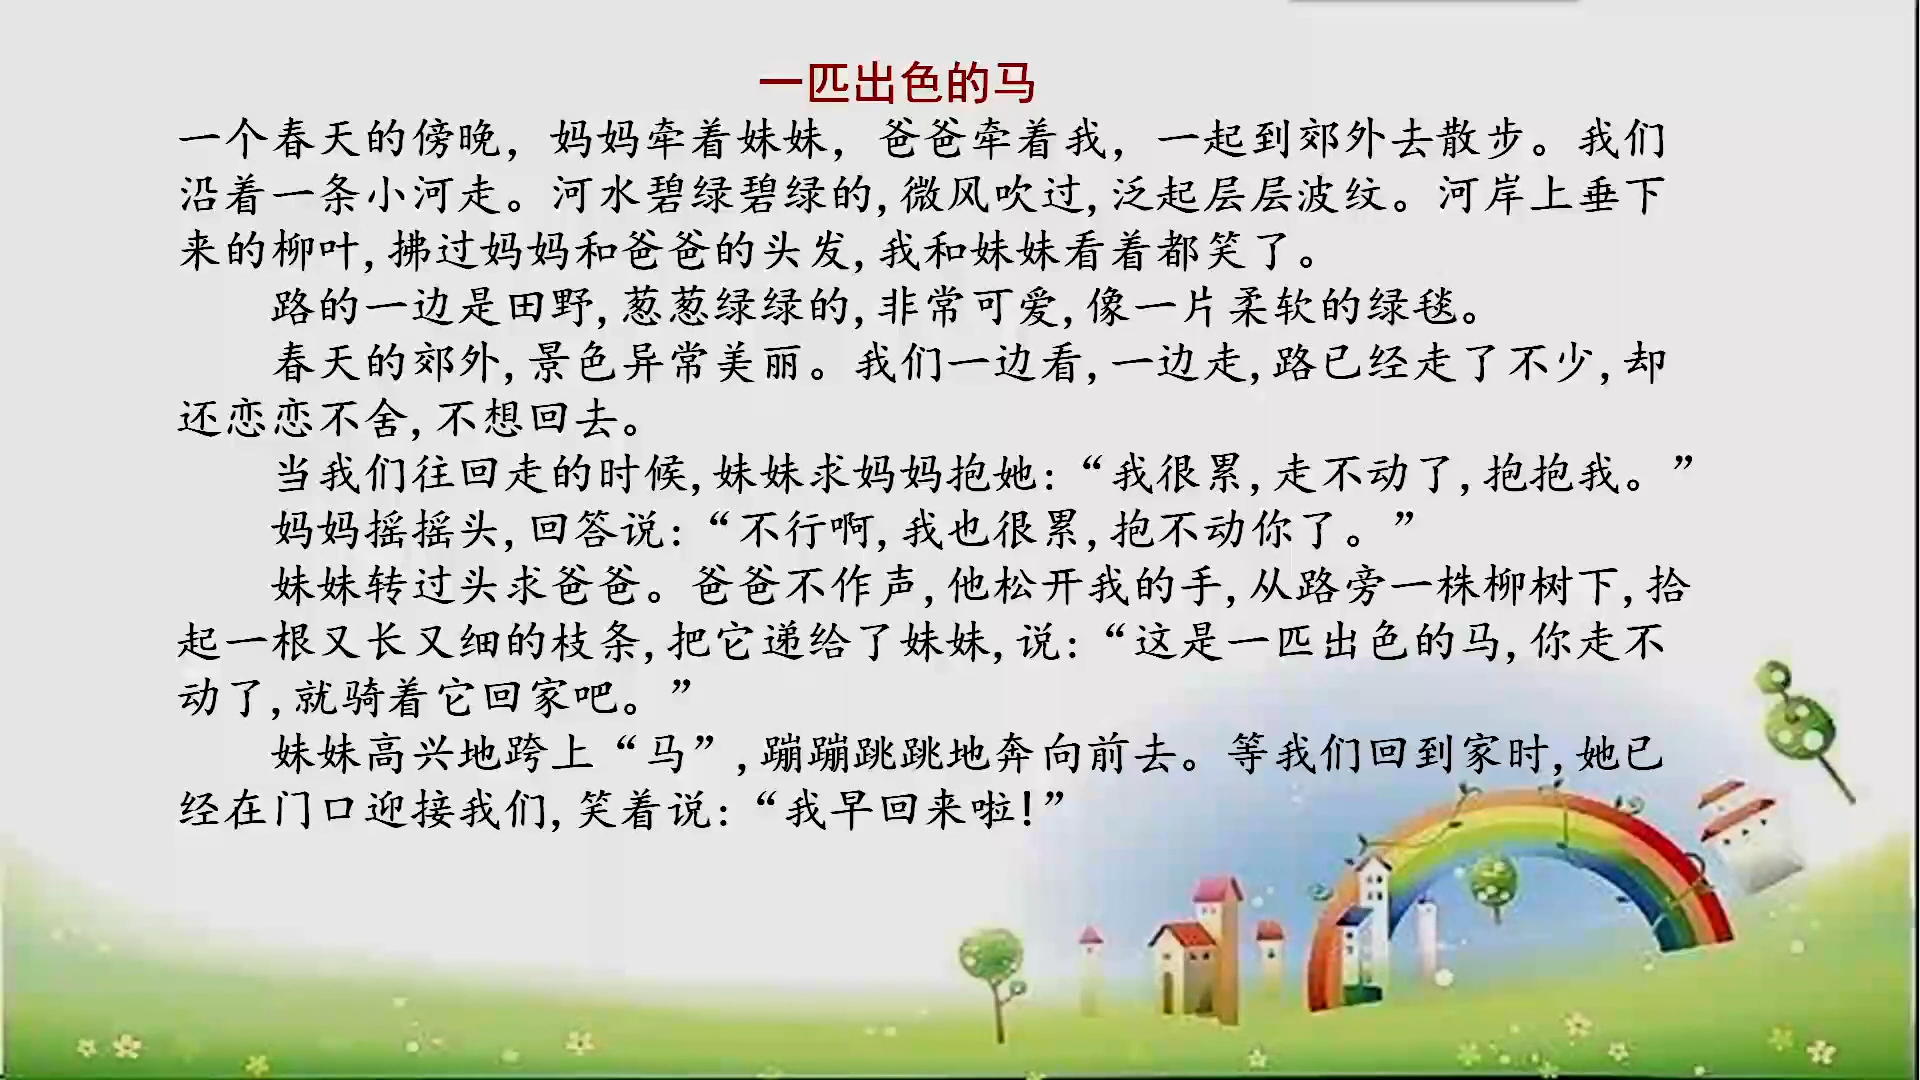 一匹出色的马
一个春天的傍晚，妈妈牵着妹妹，爸爸牵着我，一起到郊外去散步。我们
沿着一条小河走。河水碧绿碧绿的,微风吹过,泛起层层波纹。河岸上垂下
来的柳叶,拂过妈妈和爸爸的头发,我和妹妹看着都笑了。
路的一边是田野,葱葱绿绿的,非常可爱,像一片柔软的绿毯。
春天的郊外,景色异常美丽。我们一边看,一边走,路已经走了不少,却
还恋恋不舍,不想回去。
当我们往回走的时候,妹妹求妈妈抱她:“我很累,走不动了,抱抱我。”
妈妈摇摇头,回答说:“不行啊,我也很累,抱不动你了。”
妹妹转过头求爸爸。爸爸不作声,他松开我的手,从路旁一株柳树下,拾
起一根又长又细的枝条,把它递给了妹妹,说:“这是一匹出色的马,你走不
动了,就骑着它回家吧。”
妹妹高兴地跨上“马”,蹦蹦跳跳地奔向前去。等我们回到家时,她已
经在门口迎接我们,笑着说:“我早回来啦!”